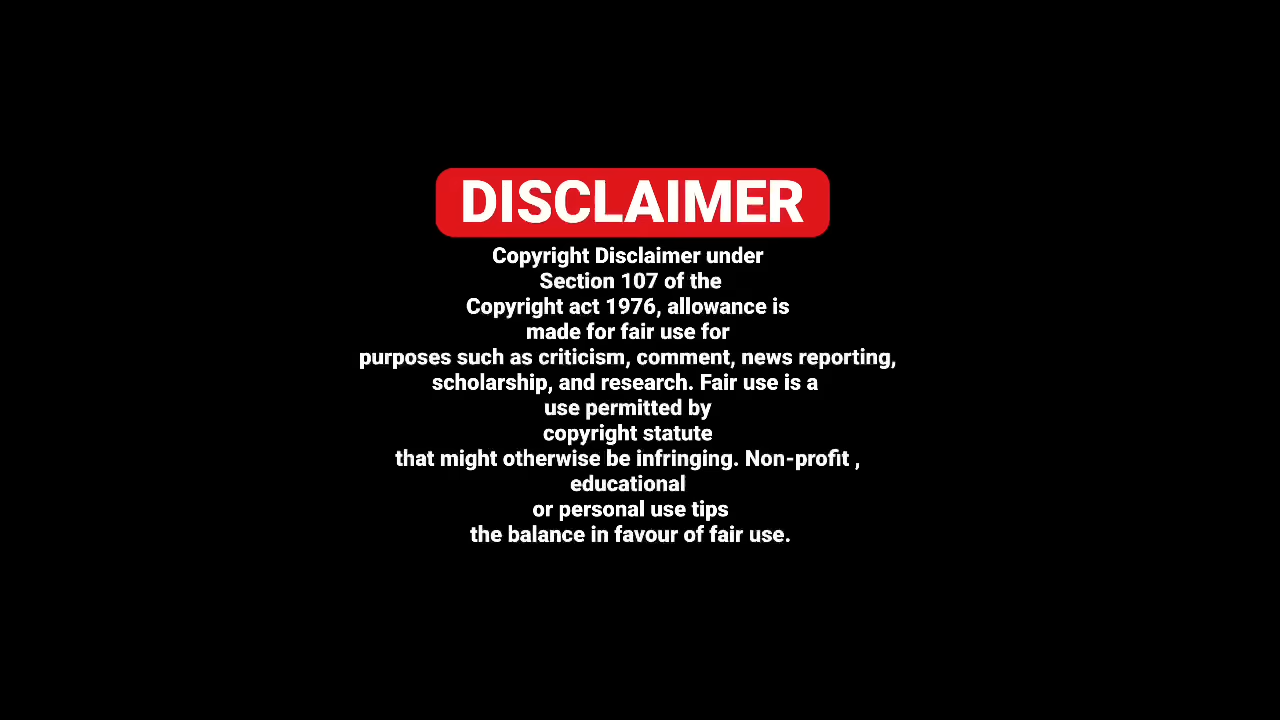 DISCLAIMER
Copyright Disclaimer under
Section 107 of the
Copyright act 1976, allowance is
made for fair use for
purposes such as criticism, comment, news reporting,
scholarship, and research. Fair use is a
use permitted by
copyright statute
that might otherwise be infringing. Non-profit ,
educational
or personal use tips
the balance in favour of fair use.